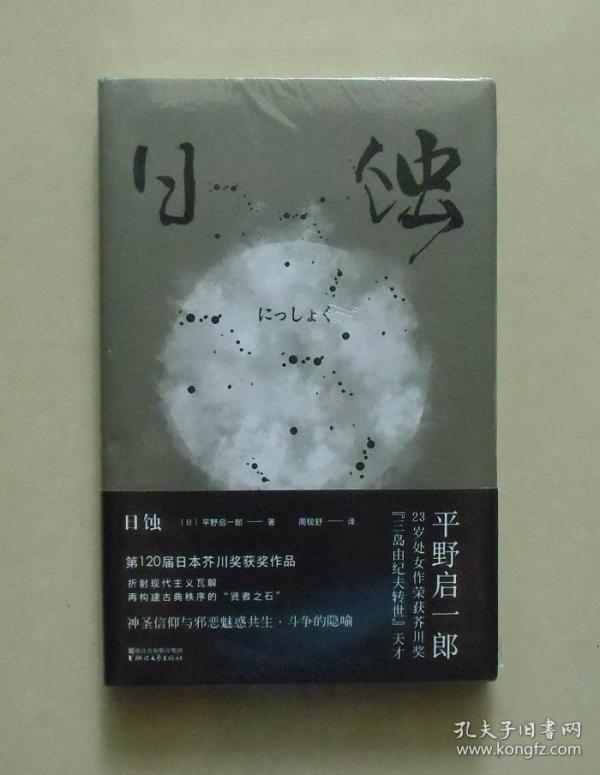 日蚀
にっしょく
日蚀 [日] 平野启一郎 —— 著 周砚舒 —— 译
第120届日本芥川奖获奖作品
折射现代主义瓦解
再构建古典秩序的“贤者之石”
神圣信仰与邪恶魅惑共生·斗争的隐喻
平野启一郎
23岁处女作荣获芥川奖
『三岛由纪夫转世』天才
浙江出版联合集团
浙江文艺出版社
孔夫子旧书网
www.kongfz.com